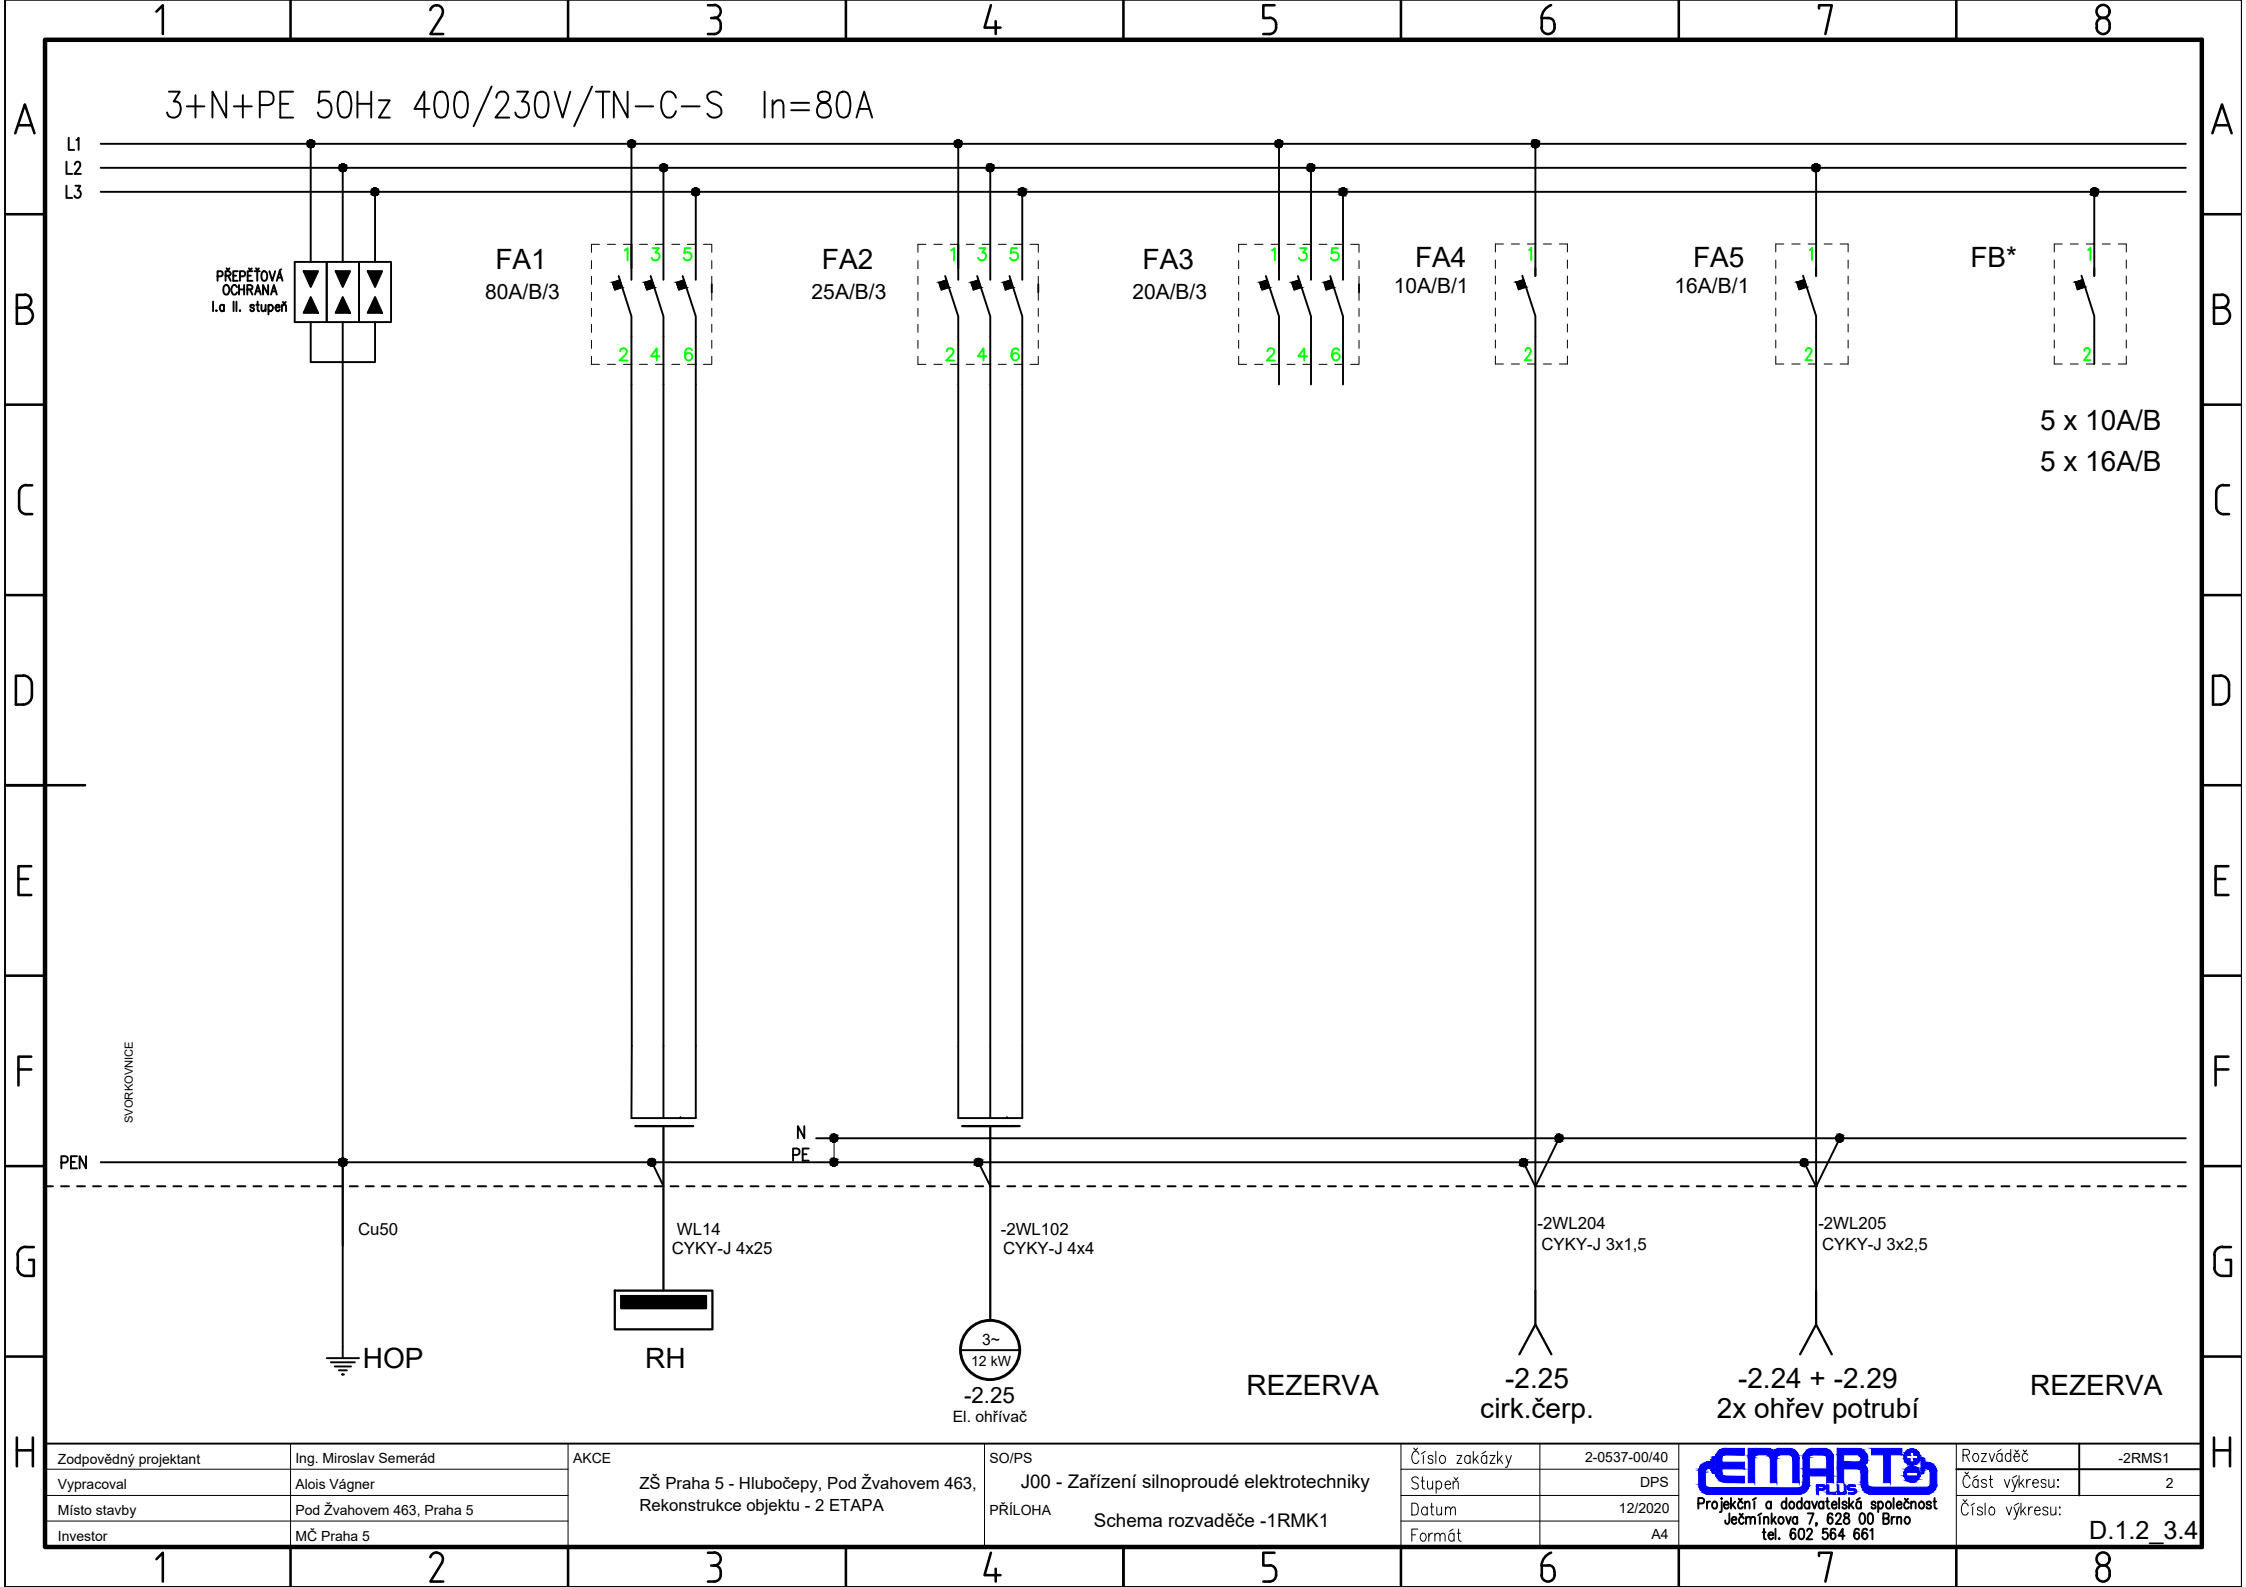 1 2 3 4 5 6 7 8
A A
3+N+PE 50Hz 400/230V/TN-C-S In=80A
L1
L2
L3
B B
PŘEPĚŤOVÁ
OCHRANA
I.a II. stupeň
FA1
80A/B/3
1 3 5
2 4 6
FA2
25A/B/3
1 3 5
2 4 6
FA3
20A/B/3
1 3 5
2 4 6
FA4
10A/B/1
1
2
FA5
16A/B/1
1
2
FB*
1
2
5 x 10A/B
5 x 16A/B
C C
D D
E E
F F
SVORKOVNICE
N
PE
PEN
G G
Cu50
WL14
CYKY-J 4x25
-2WL102
CYKY-J 4x4
-2WL204
CYKY-J 3x1,5
-2WL205
CYKY-J 3x2,5
HOP
RH
3~
12 kW
-2.25
El. ohřívač
REZERVA
-2.25
cirk.čerp.
-2.24 + -2.29
2x ohřev potrubí
REZERVA
H H
Zodpovědný projektant Ing. Miroslav Semerád
Vypracoval Alois Vágner
Místo stavby Pod Žvahovem 463, Praha 5
Investor MČ Praha 5
AKCE
ZŠ Praha 5 - Hlubočepy, Pod Žvahovem 463,
Rekonstrukce objektu - 2 ETAPA
SO/PS
J00 - Zařízení silnoproudé elektrotechniky
PŘÍLOHA
Schema rozvaděče -1RMK1
Číslo zakázky 2-0537-00/40
Stupeň DPS
Datum 12/2020
Formát A4
EMART
PLUS
Projekční a dodavatelská společnost
Ječmínkova 7, 628 00 Brno
tel. 602 564 661
Rozváděč -2RMS1
Část výkresu: 2
Číslo výkresu:
D.1.2_3.4
1 2 3 4 5 6 7 8